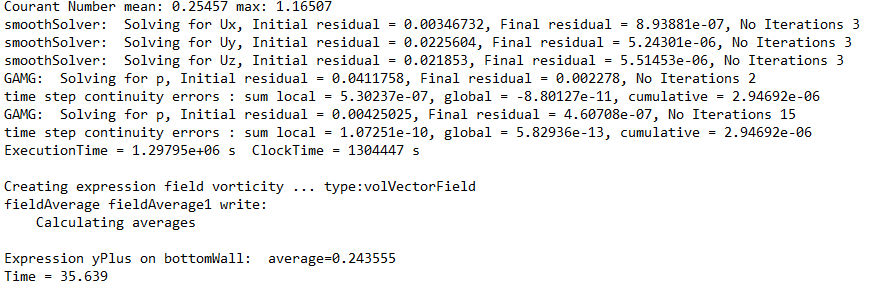 Courant Number mean: 0.25457 max: 1.16507
smoothSolver:  Solving for Ux, Initial residual = 0.00346732, Final residual = 8.93881e-07, No Iterations 3
smoothSolver:  Solving for Uy, Initial residual = 0.0225604, Final residual = 5.24301e-06, No Iterations 3
smoothSolver:  Solving for Uz, Initial residual = 0.021853, Final residual = 5.51453e-06, No Iterations 3
GAMG:  Solving for p, Initial residual = 0.0411758, Final residual = 0.002278, No Iterations 2
time step continuity errors : sum local = 5.30237e-07, global = -8.80127e-11, cumulative = 2.94692e-06
GAMG:  Solving for p, Initial residual = 0.00425025, Final residual = 4.60708e-07, No Iterations 15
time step continuity errors : sum local = 1.07251e-10, global = 5.82936e-13, cumulative = 2.94692e-06
ExecutionTime = 1.29795e+06 s  ClockTime = 1304447 s
Creating expression field vorticity ... type:volVectorField
fieldAverage fieldAverage1 write:
    Calculating averages
Expression yPlus on bottomWall:  average=0.243555
Time = 35.639